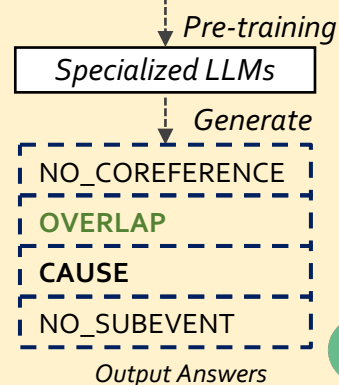 Pre-training
Specialized LLMs
Generate
NO_COREFERENCE
OVERLAP
CAUSE
NO_SUBEVENT
Output Answers